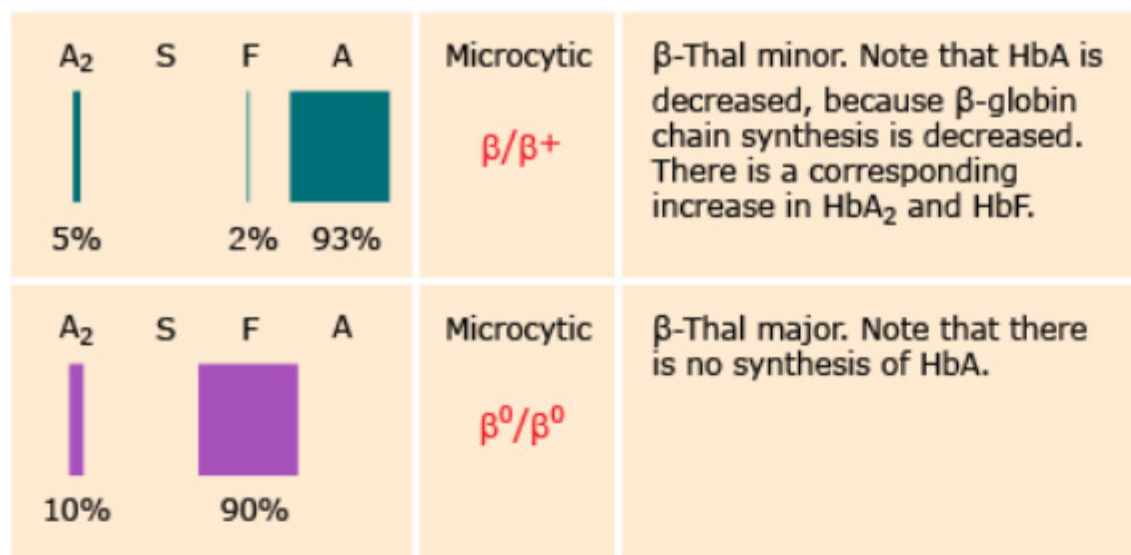 A₂ S F A
5% 2% 93%
Microcytic
β/β⁺
β-Thal minor. Note that HbA is
decreased, because β-globin
chain synthesis is decreased.
There is a corresponding
increase in HbA₂ and HbF.
A₂ S F A
10% 90%
Microcytic
β⁰/β⁰
β-Thal major. Note that there
is no synthesis of HbA.